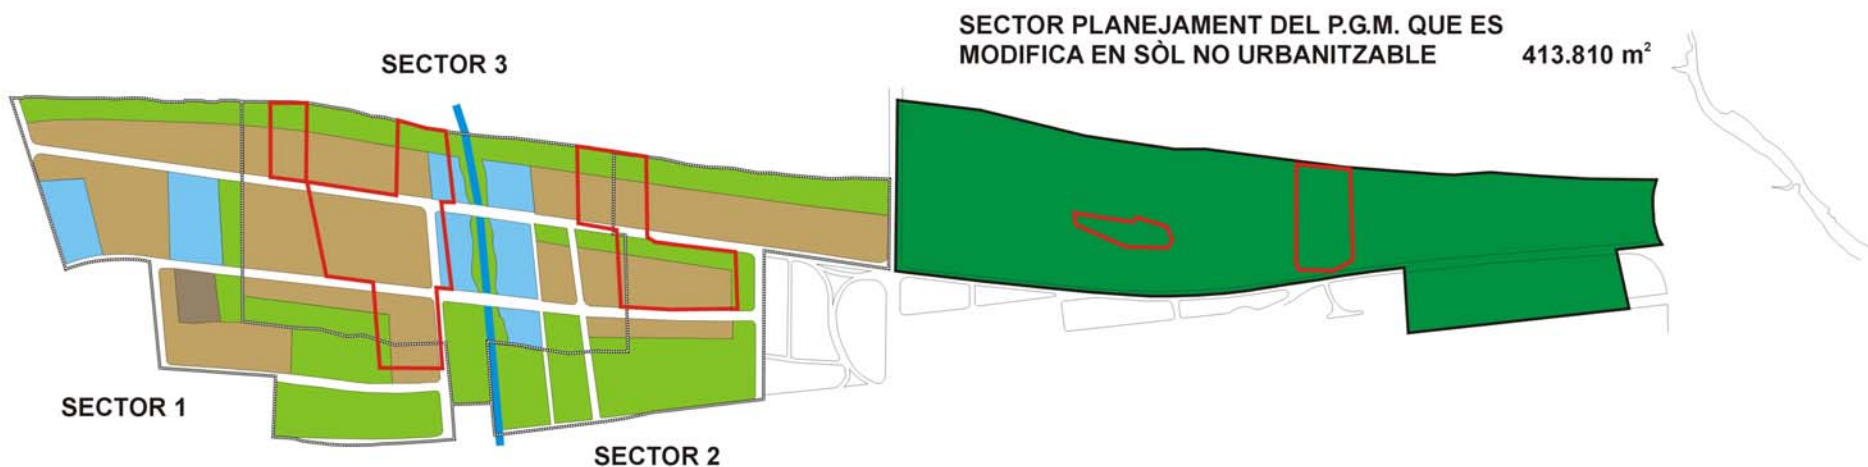 SECTOR PLANEJAMENT DEL P.G.M. QUE ES
MODIFICA EN SÒL NO URBANITZABLE 413.810 m²
SECTOR 3
SECTOR 1
SECTOR 2